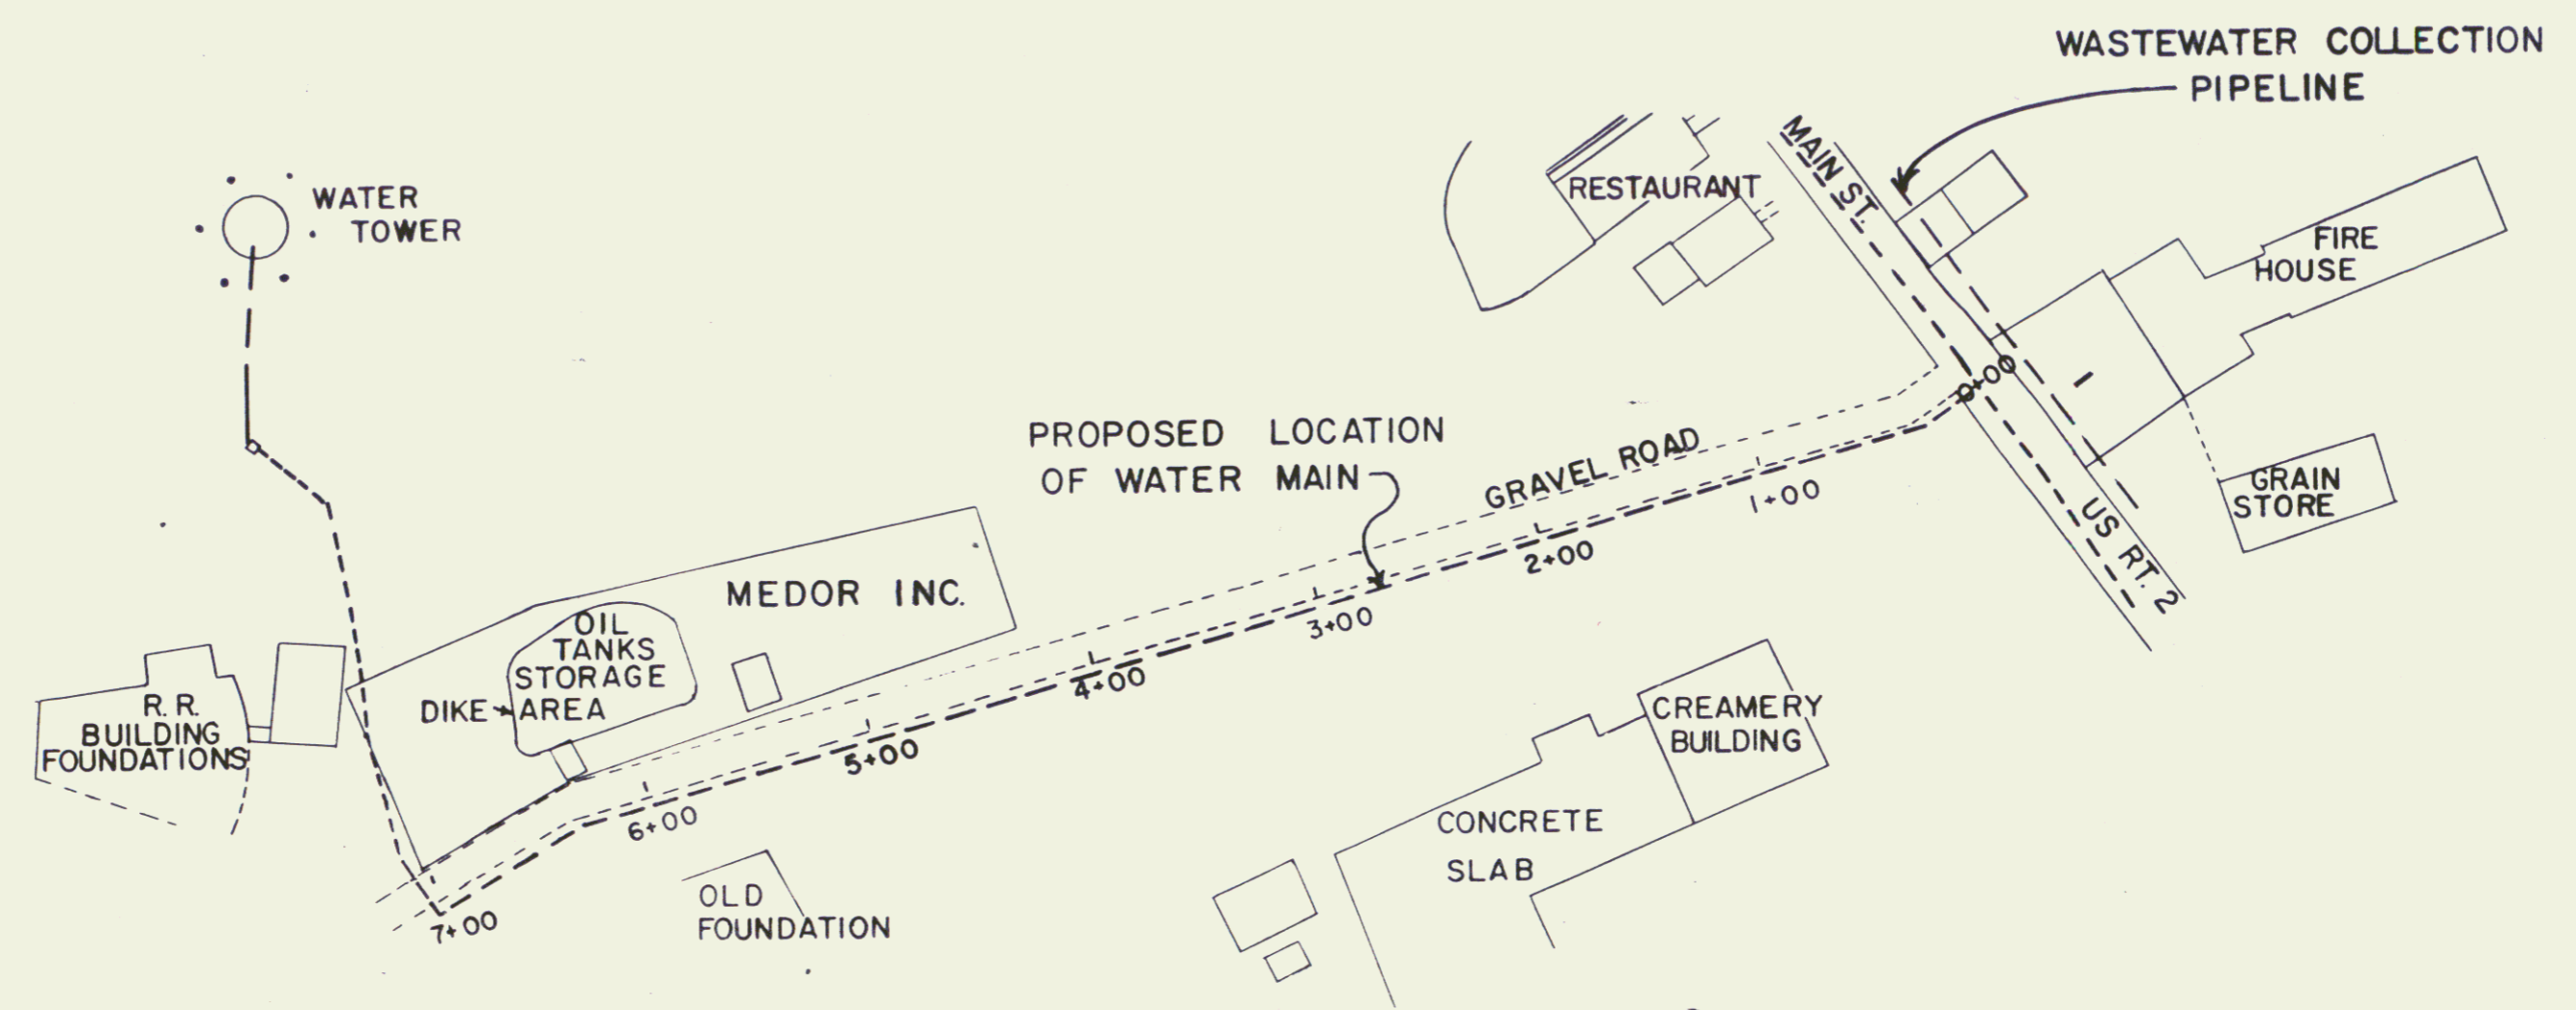 WASTEWATER COLLECTION
PIPELINE
WATER
TOWER
MAIN ST.
RESTAURANT
FIRE
HOUSE
0+00
PROPOSED LOCATION
OF WATER MAIN
GRAVEL ROAD
1+00
GRAIN
STORE
US RT. 2
2+00
3+00
4+00
5+00
6+00
7+00
MEDOR INC.
OIL
TANKS
STORAGE
AREA
DIKE
R. R.
BUILDING
FOUNDATIONS
OLD
FOUNDATION
CREAMERY
BUILDING
CONCRETE
SLAB